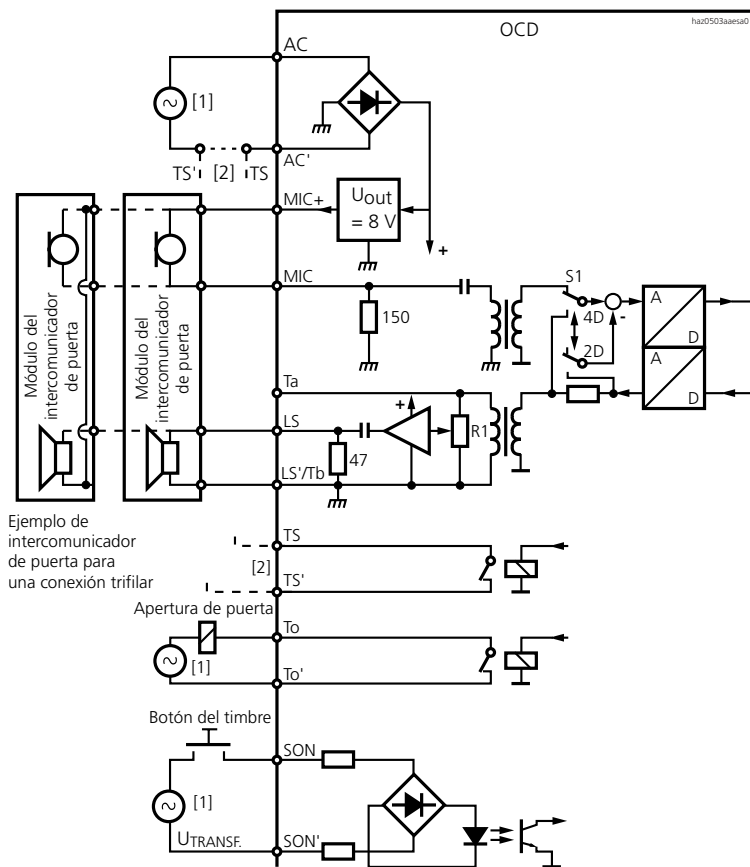 haz0503aaesa0
OCD
AC
[1]
AC'
TS' [2] TS
MIC+
Uout
= 8 V
+
MIC
150
S1
4D
-
2D
A
D
A
D
Módulo del
intercomunicador
de puerta
Módulo del
intercomunicador
de puerta
Ta
+
LS
R1
47
LS'/Tb
Ejemplo de
intercomunicador
de puerta para
una conexión trifilar
TS
[2]
TS'
Apertura de puerta
To
[1]
To'
Botón del timbre
SON
[1]
UTRANSF.
SON'